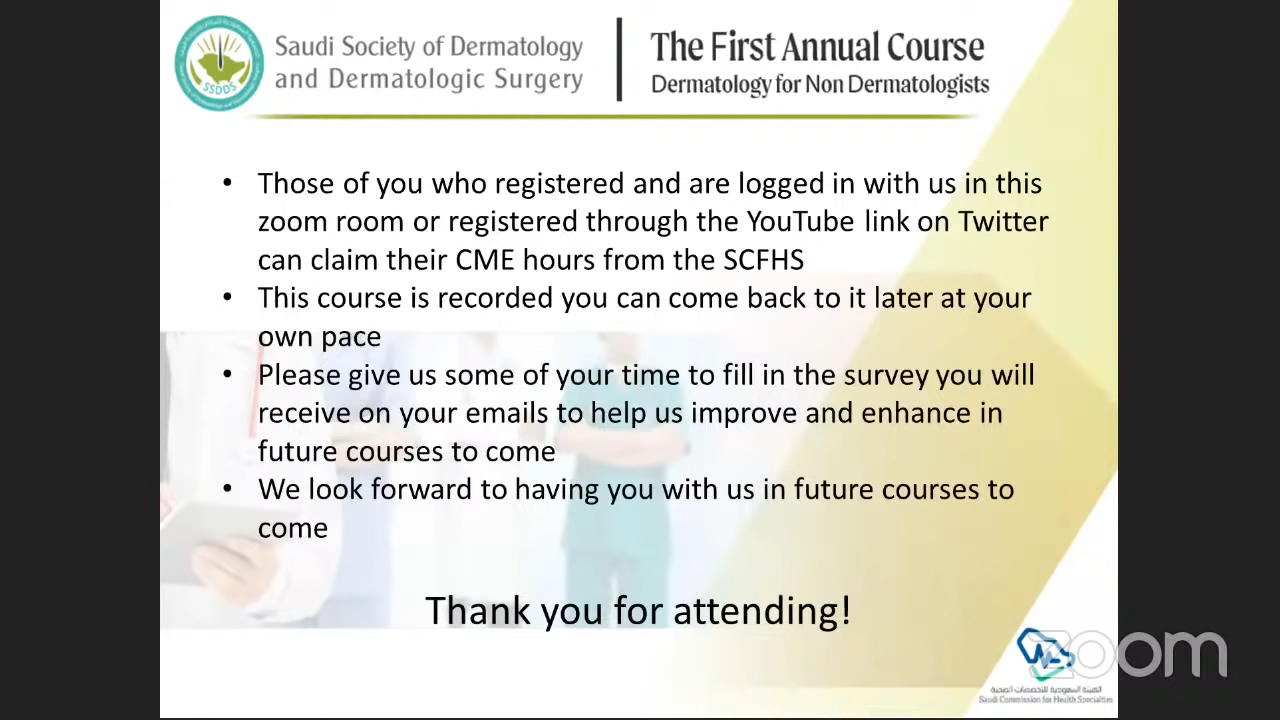 Saudi Society of Dermatology
and Dermatologic Surgery
The First Annual Course
Dermatology for Non Dermatologists
SSDDS
• Those of you who registered and are logged in with us in this
zoom room or registered through the YouTube link on Twitter
can claim their CME hours from the SCFHS
• This course is recorded you can come back to it later at your
own pace
• Please give us some of your time to fill in the survey you will
receive on your emails to help us improve and enhance in
future courses to come
• We look forward to having you with us in future courses to
come
Thank you for attending!
zoom
الهيئة السعودية للتخصصات الصحية
Saudi Commission for Health Specialties